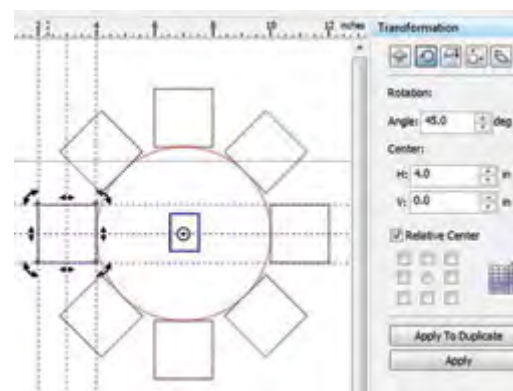 2 4 6 8 10 12 inches
Transformation
Rotation:
Angle: 45.0 deg
Center:
H: 4.0 in
V: 0.0 in
Relative Center
Apply To Duplicate
Apply